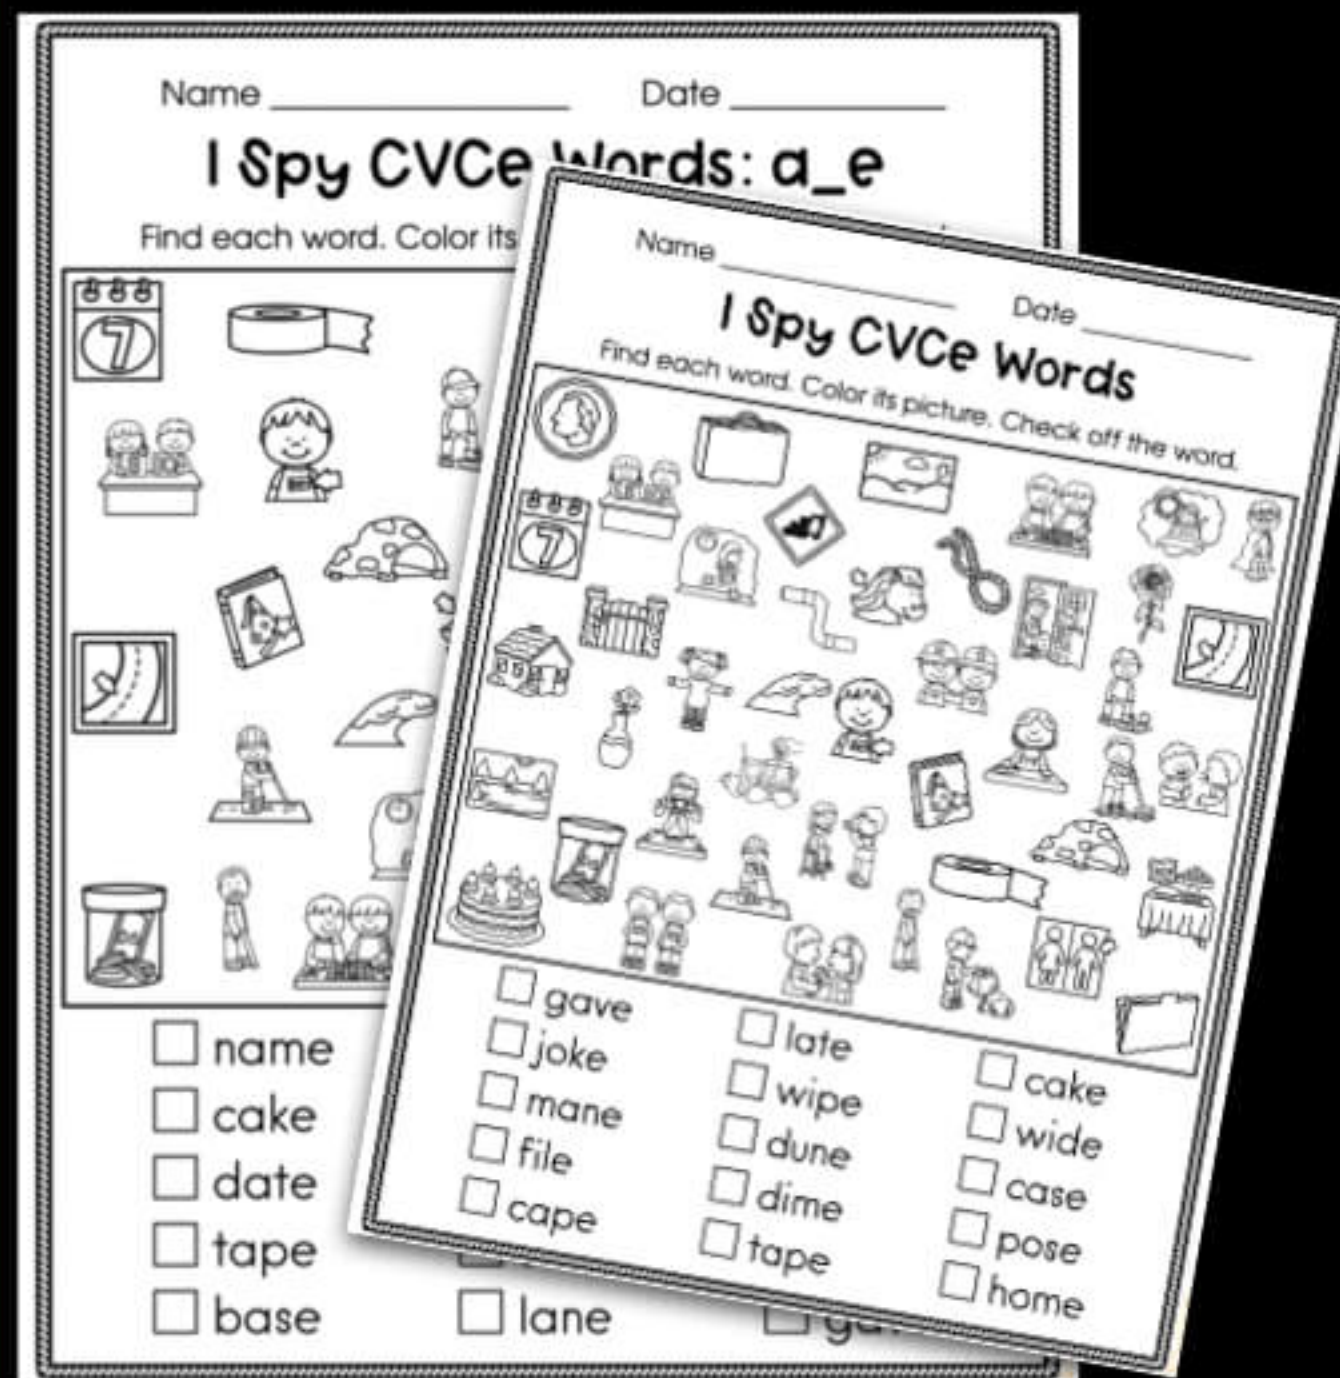 Name Date
I Spy CVCe Words: a_e
Find each word. Color its
7
name
cake
date
tape
base
lane
Name Date
I Spy CVCe Words
Find each word. Color its picture. Check off the word.
7
gave
joke
mane
file
cape
late
wipe
dune
dime
tape
cake
wide
case
pose
home